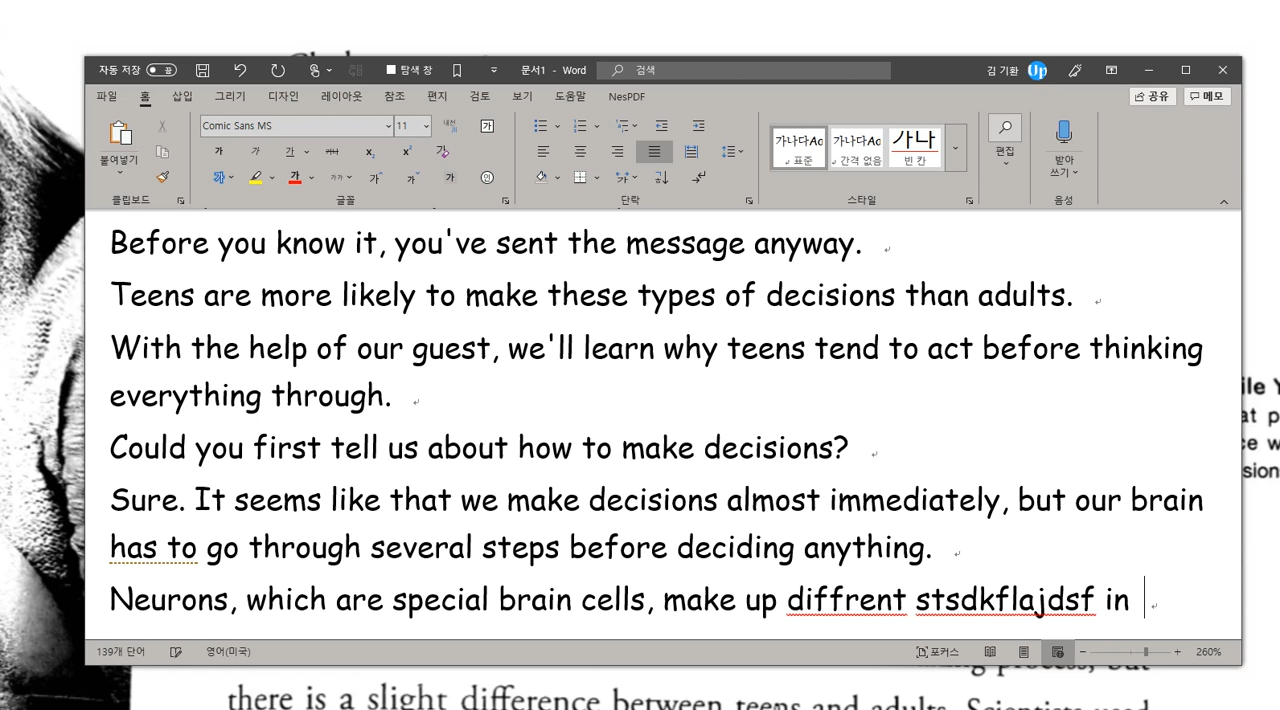 자동 저장 끔 탐색 창 문서1 - Word 검색 김 기환 Up
파일 홈 삽입 그리기 디자인 레이아웃 참조 편지 검토 보기 도움말 NesPDF 공유 메모
Comic Sans MS 11
붙여넣기
가나다Aa 가나다Aa 가나
표준 간격 없음 빈 칸
편집
받아
쓰기
클립보드 글꼴 단락 스타일 음성
Before you know it, you've sent the message anyway.
Teens are more likely to make these types of decisions than adults.
With the help of our guest, we'll learn why teens tend to act before thinking
everything through.
Could you first tell us about how to make decisions?
Sure. It seems like that we make decisions almost immediately, but our brain
has to go through several steps before deciding anything.
Neurons, which are special brain cells, make up diffrent stsdkflajdsf in
139개 단어 영어(미국) 포커스 260%
there is a slight difference between teens and adults. Scientists used